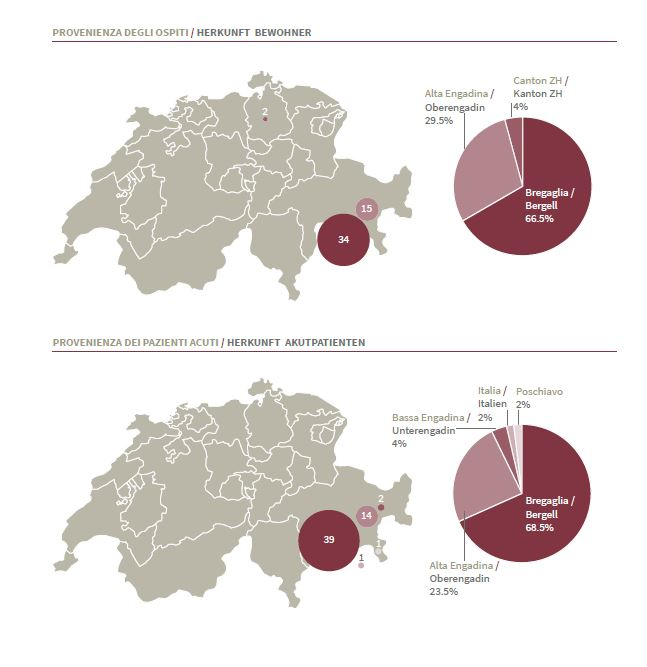 PROVENIENZA DEGLI OSPITI / HERKUNFT BEWOHNER
Canton ZH /
Kanton ZH
4%
Alta Engadina /
Oberengadin
29.5%
2
Bregaglia /
Bergell
66.5%
15
34
PROVENIENZA DEI PAZIENTI ACUTI / HERKUNFT AKUTPATIENTEN
Italia /
Italien
2%
Poschiavo
2%
Bassa Engadina /
Unterengadin
4%
Bregaglia /
Bergell
68.5%
2
14
39
1
1
Alta Engadina /
Oberengadin
23.5%